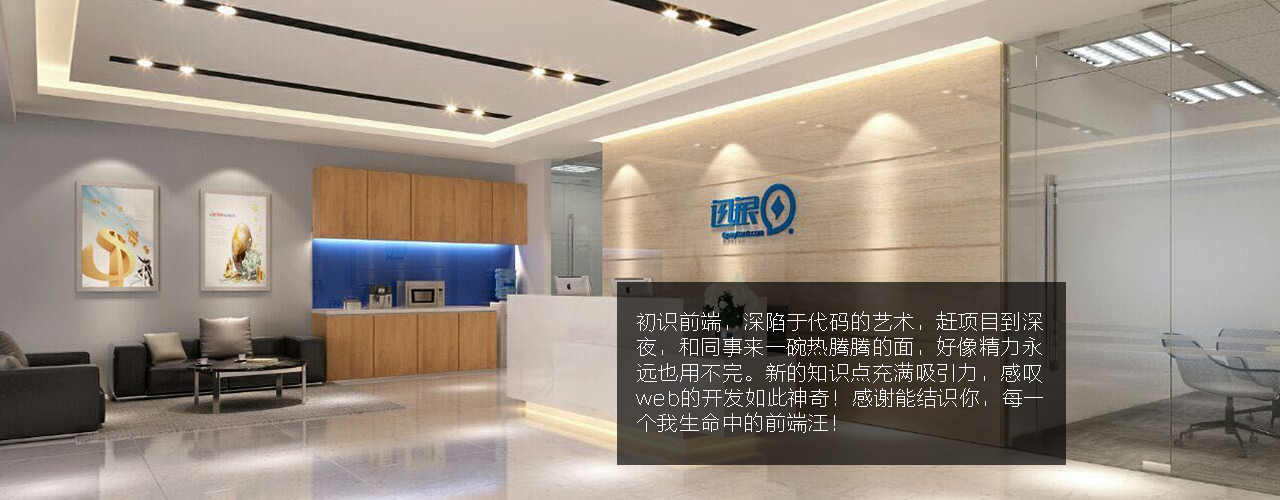 迅银
初识前端，深陷于代码的艺术，赶项目到深
夜，和同事来一碗热腾腾的面，好像精力永
远也用不完。新的知识点充满吸引力，感叹
web的开发如此神奇！感谢能结识你，每一
个我生命中的前端汪！